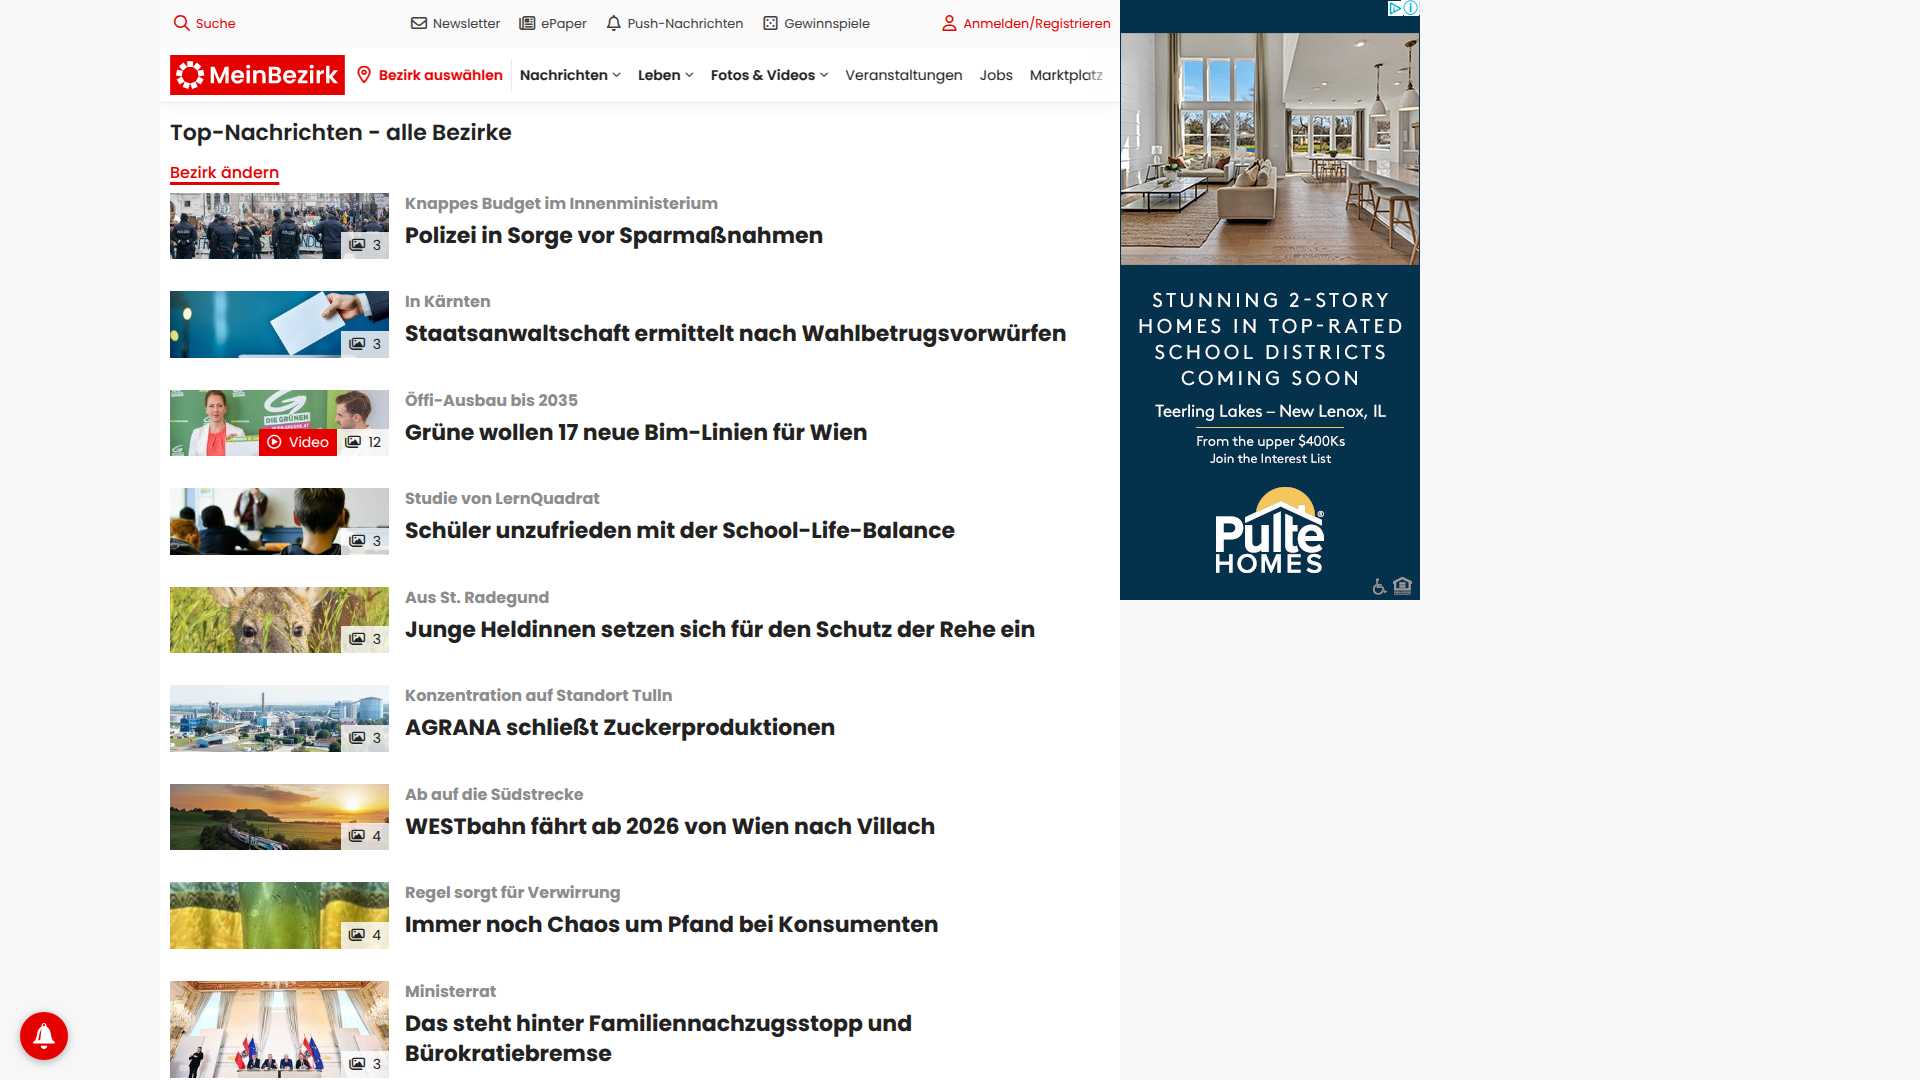 Suche
Newsletter
ePaper
Push-Nachrichten
Gewinnspiele
Anmelden/Registrieren
MeinBezirk
Bezirk auswählen
Nachrichten
Leben
Fotos & Videos
Veranstaltungen
Jobs
Marktplatz
Top-Nachrichten - alle Bezirke
Bezirk ändern
3
Knappes Budget im Innenministerium
Polizei in Sorge vor Sparmaßnahmen
3
In Kärnten
Staatsanwaltschaft ermittelt nach Wahlbetrugsvorwürfen
DIE GRÜNEN
Video
12
Öffi-Ausbau bis 2035
Grüne wollen 17 neue Bim-Linien für Wien
3
Studie von LernQuadrat
Schüler unzufrieden mit der School-Life-Balance
3
Aus St. Radegund
Junge Heldinnen setzen sich für den Schutz der Rehe ein
3
Konzentration auf Standort Tulln
AGRANA schließt Zuckerproduktionen
4
Ab auf die Südstrecke
WESTbahn fährt ab 2026 von Wien nach Villach
4
Regel sorgt für Verwirrung
Immer noch Chaos um Pfand bei Konsumenten
3
Ministerrat
Das steht hinter Familiennachzugsstopp und
Bürokratiebremse
STUNNING 2-STORY
HOMES IN TOP-RATED
SCHOOL DISTRICTS
COMING SOON
Teerling Lakes – New Lenox, IL
From the upper $400Ks
Join the Interest List
Pulte®
HOMES